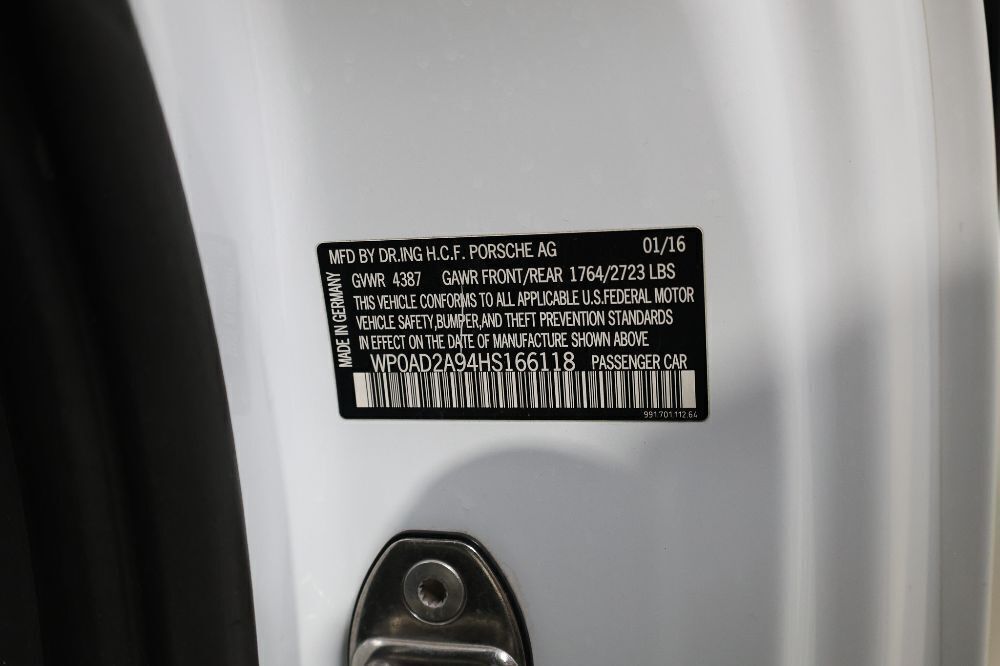 MFD BY DR.ING H.C.F. PORSCHE AG 01/16
GVWR 4387 GAWR FRONT/REAR 1764/2723 LBS
THIS VEHICLE CONFORMS TO ALL APPLICABLE U.S.FEDERAL MOTOR
VEHICLE SAFETY,BUMPER,AND THEFT PREVENTION STANDARDS
IN EFFECT ON THE DATE OF MANUFACTURE SHOWN ABOVE
WP0AD2A94HS166118 PASSENGER CAR
991.701.112.64
MADE IN GERMANY